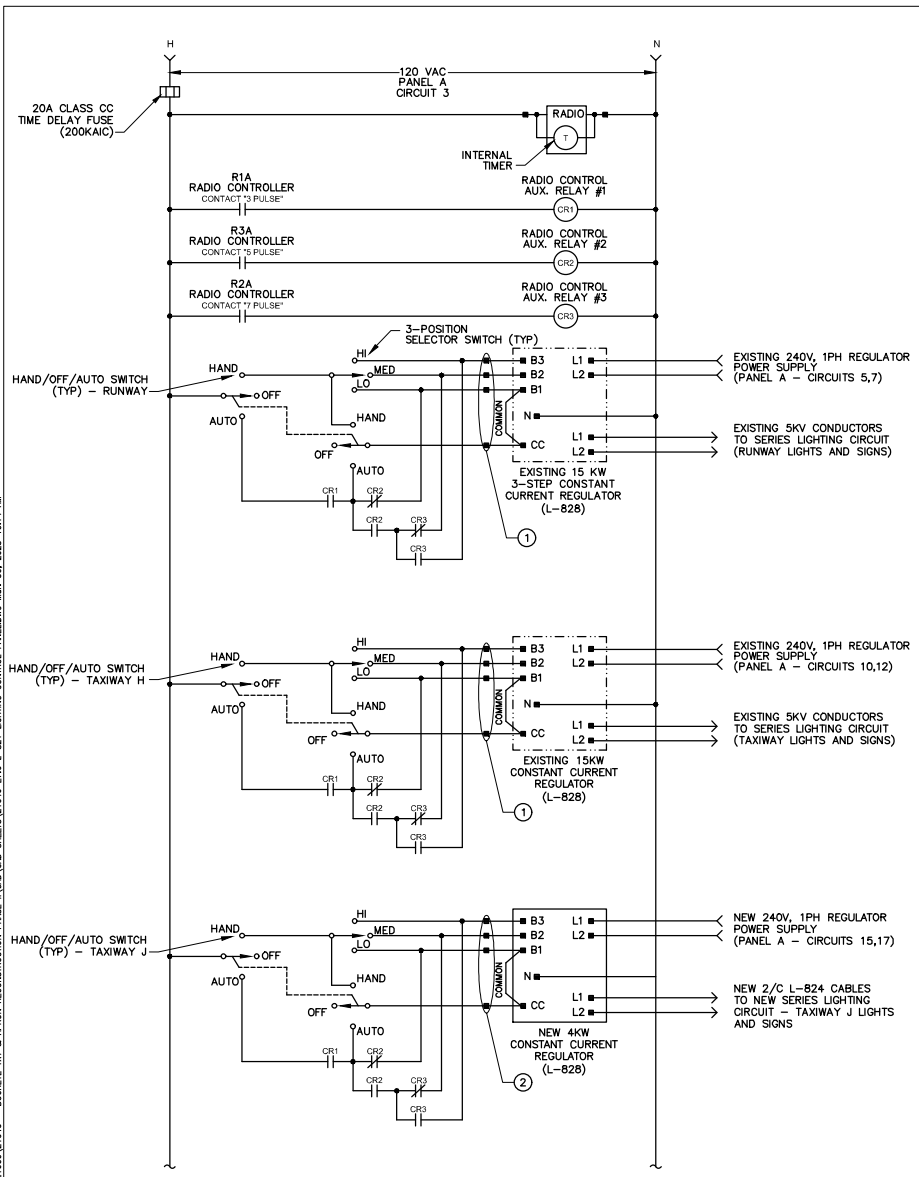 H
N
120 VAC
PANEL A
CIRCUIT 3
20A CLASS CC
TIME DELAY FUSE
(200KAIC)
RADIO
T
INTERNAL
TIMER
R1A
RADIO CONTROLLER
CONTACT "3 PULSE"
RADIO CONTROL
AUX. RELAY #1
CR1
R3A
RADIO CONTROLLER
CONTACT "5 PULSE"
RADIO CONTROL
AUX. RELAY #2
CR2
R2A
RADIO CONTROLLER
CONTACT "7 PULSE"
RADIO CONTROL
AUX. RELAY #3
CR3
3-POSITION
SELECTOR SWITCH (TYP)
HAND/OFF/AUTO SWITCH
(TYP) - RUNWAY
HAND
OFF
AUTO
HI
MED
LO
HAND
OFF
AUTO
CR1
CR2
CR2
CR3
CR3
COMMON
B3
B2
B1
N
CC
L1
L2
L1
L2
EXISTING 15 KW
3-STEP CONSTANT
CURRENT REGULATOR
(L-828)
1
EXISTING 240V, 1PH REGULATOR
POWER SUPPLY
(PANEL A - CIRCUITS 5,7)
EXISTING 5KV CONDUCTORS
TO SERIES LIGHTING CIRCUIT
(RUNWAY LIGHTS AND SIGNS)
HAND/OFF/AUTO SWITCH
(TYP) - TAXIWAY H
HAND
OFF
AUTO
HI
MED
LO
HAND
OFF
AUTO
CR1
CR2
CR2
CR3
CR3
COMMON
B3
B2
B1
N
CC
L1
L2
L1
L2
EXISTING 15KW
CONSTANT CURRENT
REGULATOR
(L-828)
1
EXISTING 240V, 1PH REGULATOR
POWER SUPPLY
(PANEL A - CIRCUITS 10,12)
EXISTING 5KV CONDUCTORS
TO SERIES LIGHTING CIRCUIT
(TAXIWAY LIGHTS AND SIGNS)
HAND/OFF/AUTO SWITCH
(TYP) - TAXIWAY J
HAND
OFF
AUTO
HI
MED
LO
HAND
OFF
AUTO
CR1
CR2
CR2
CR3
CR3
COMMON
B3
B2
B1
N
CC
L1
L2
L1
L2
NEW 4KW
CONSTANT CURRENT
REGULATOR
(L-828)
2
NEW 240V, 1PH REGULATOR
POWER SUPPLY
(PANEL A - CIRCUITS 15,17)
NEW 2/C L-824 CABLES
TO NEW SERIES LIGHTING
CIRCUIT - TAXIWAY J LIGHTS
AND SIGNS